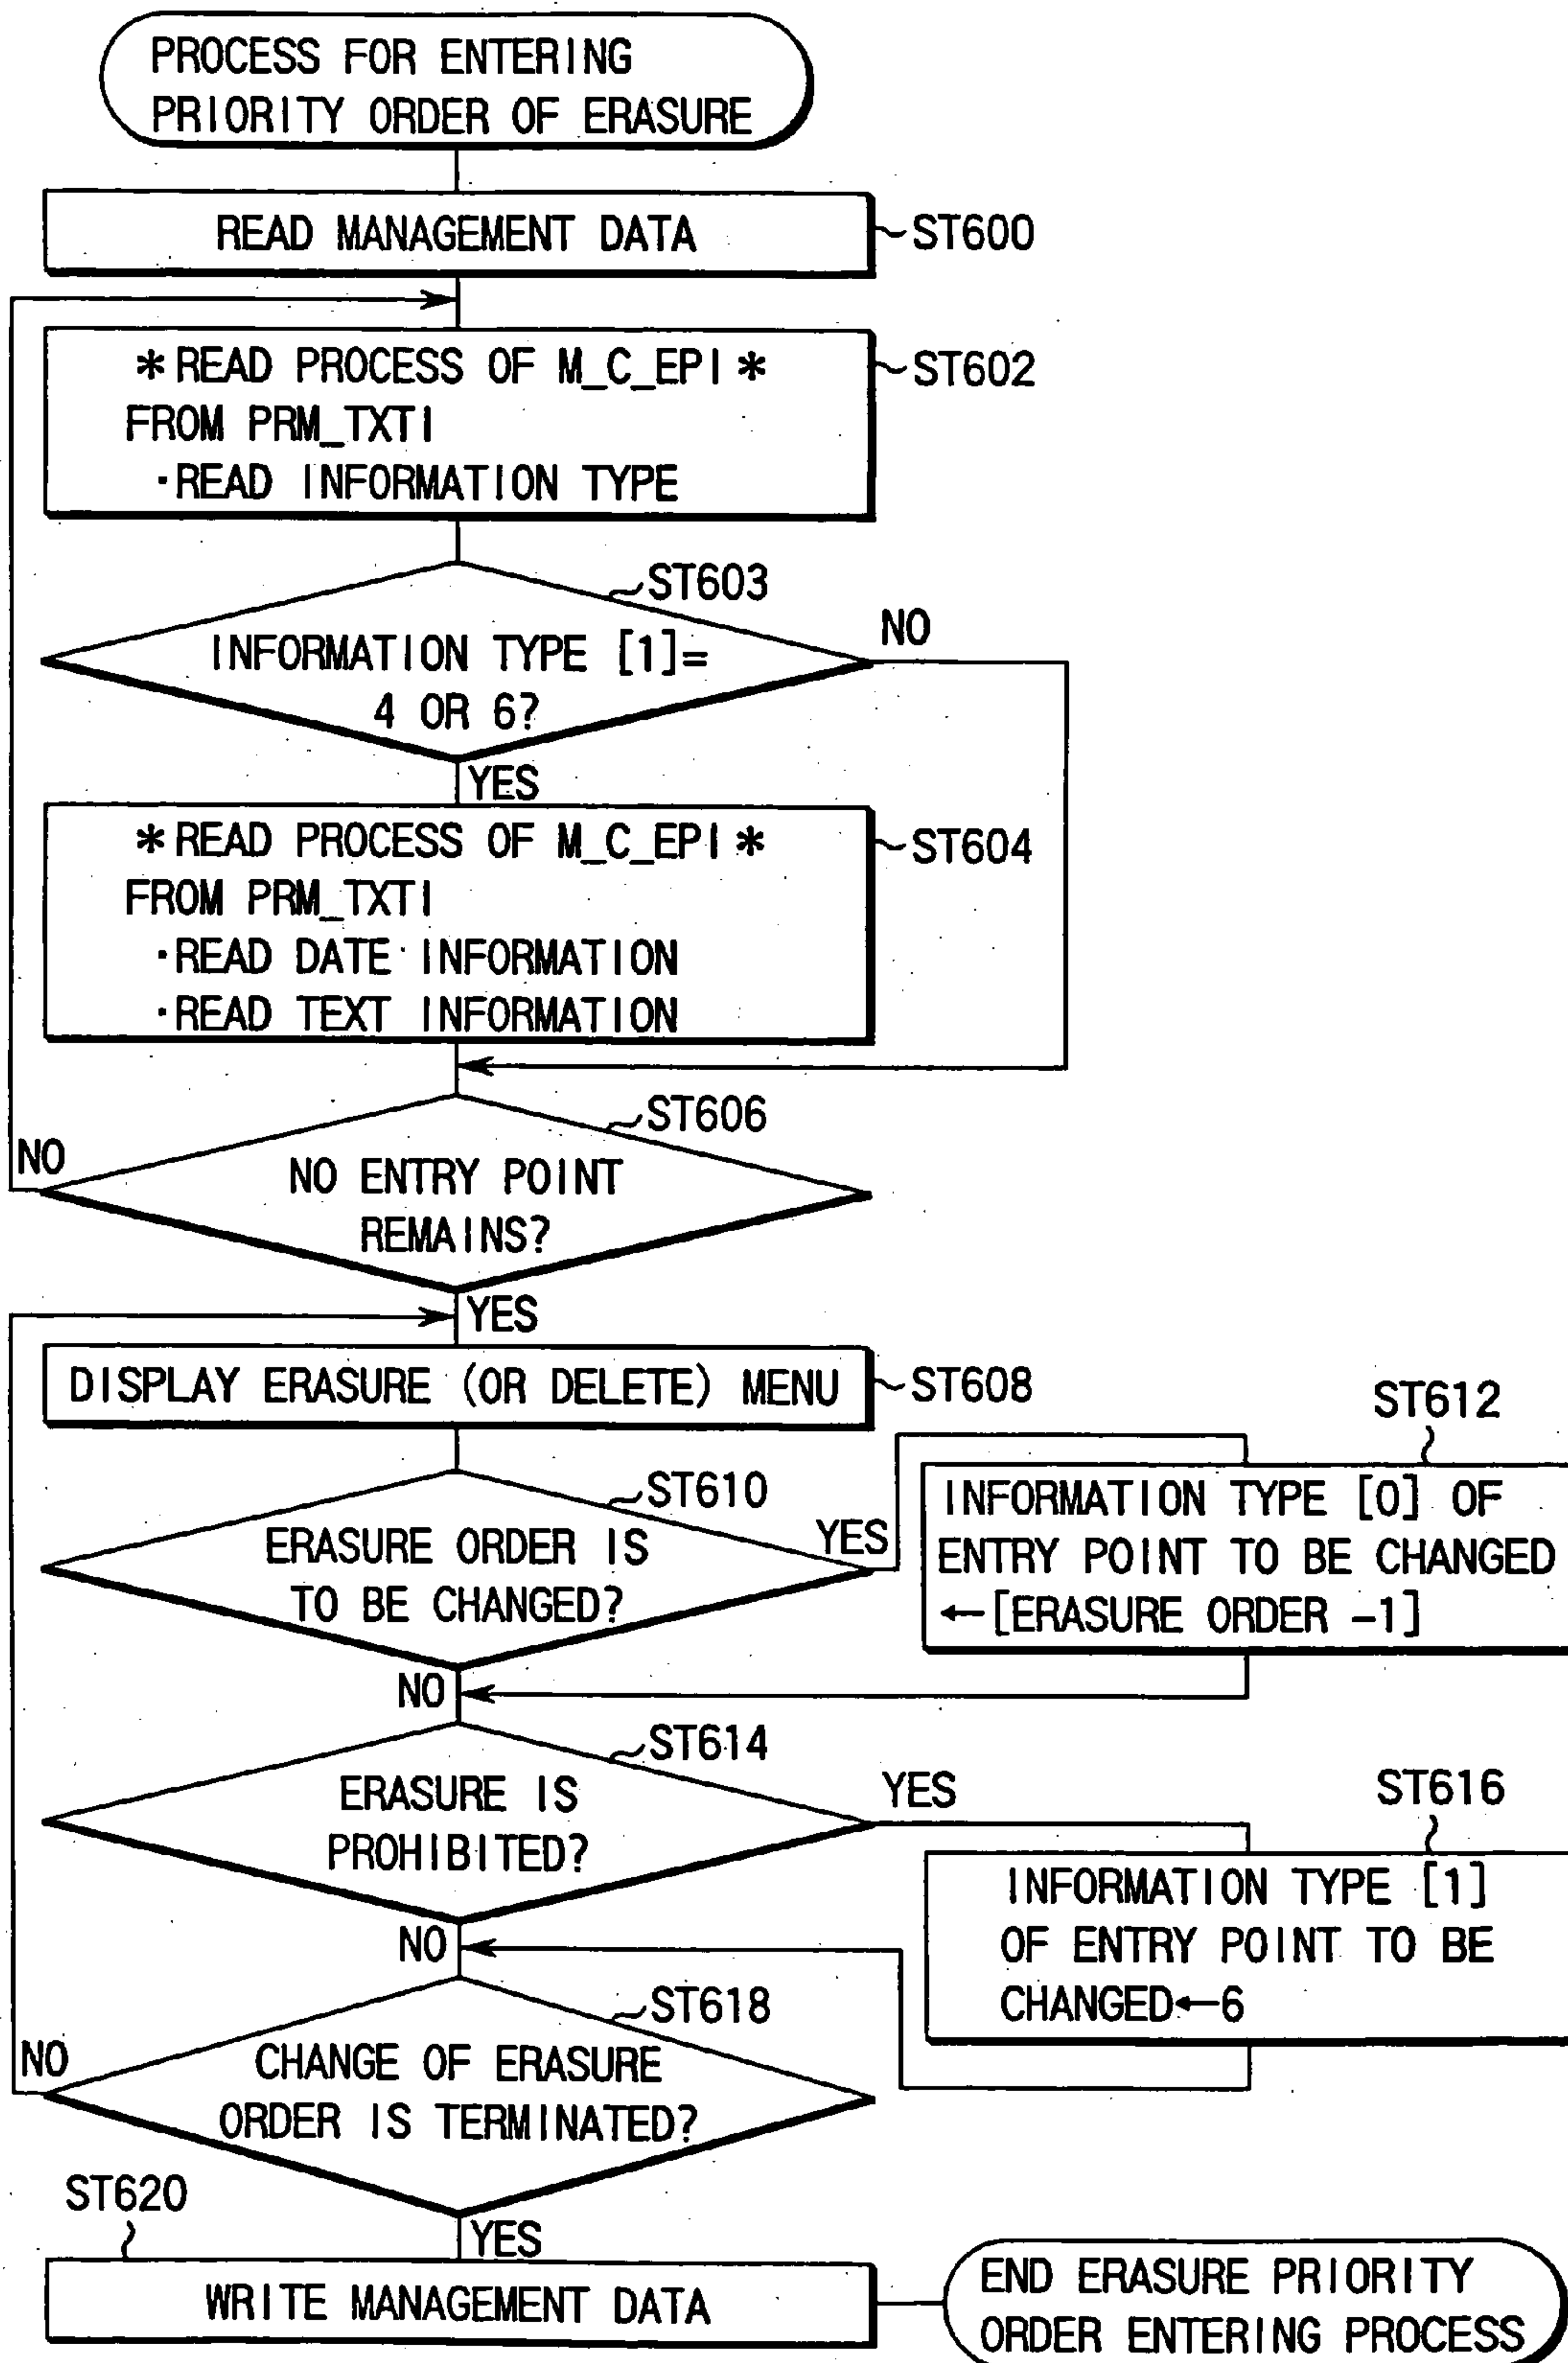 PROCESS FOR ENTERING
PRIORITY ORDER OF ERASURE
READ MANAGEMENT DATA
ST600
*READ PROCESS OF M_C_EPI*
FROM PRM_TXTI
·READ INFORMATION TYPE
ST602
ST603
INFORMATION TYPE [1]=
4 OR 6?
NO
YES
*READ PROCESS OF M_C_EPI*
FROM PRM_TXTI
·READ DATE INFORMATION
·READ TEXT INFORMATION
ST604
ST606
NO
NO ENTRY POINT
REMAINS?
YES
DISPLAY ERASURE (OR DELETE) MENU
ST608
ST610
ERASURE ORDER IS
TO BE CHANGED?
YES
ST612
INFORMATION TYPE [0] OF
ENTRY POINT TO BE CHANGED
←[ERASURE ORDER -1]
NO
ST614
ERASURE IS
PROHIBITED?
YES
ST616
INFORMATION TYPE [1]
OF ENTRY POINT TO BE
CHANGED←6
NO
ST618
NO
CHANGE OF ERASURE
ORDER IS TERMINATED?
YES
ST620
WRITE MANAGEMENT DATA
END ERASURE PRIORITY
ORDER ENTERING PROCESS